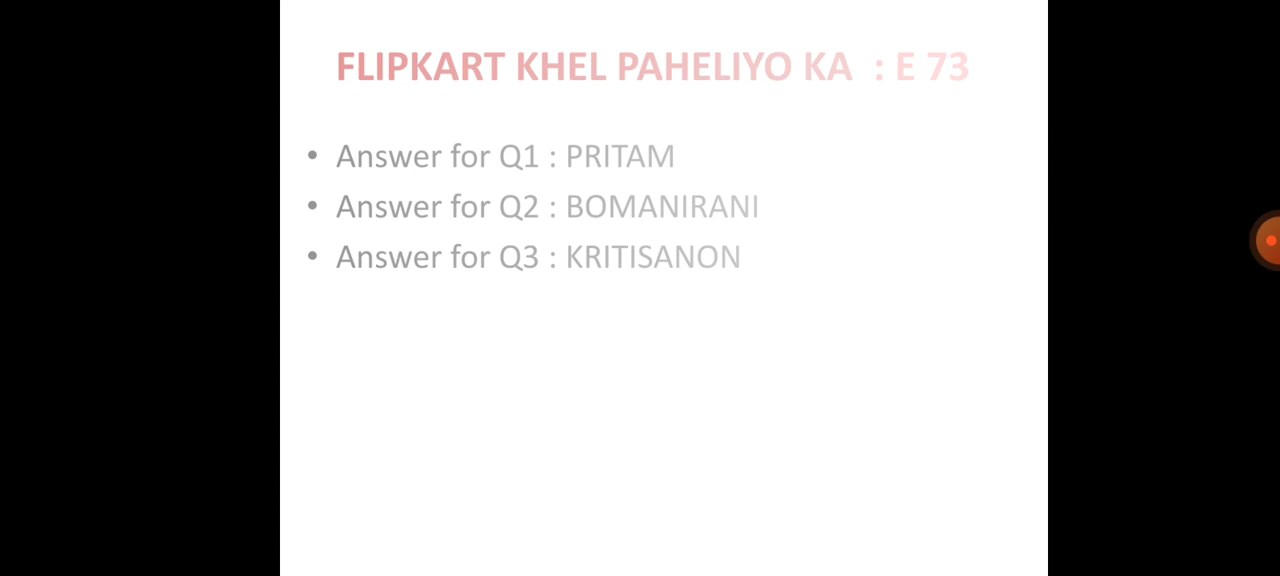 FLIPKART KHEL PAHELIYO KA : E 73
• Answer for Q1 : PRITAM
• Answer for Q2 : BOMANIRANI
• Answer for Q3 : KRITISANON